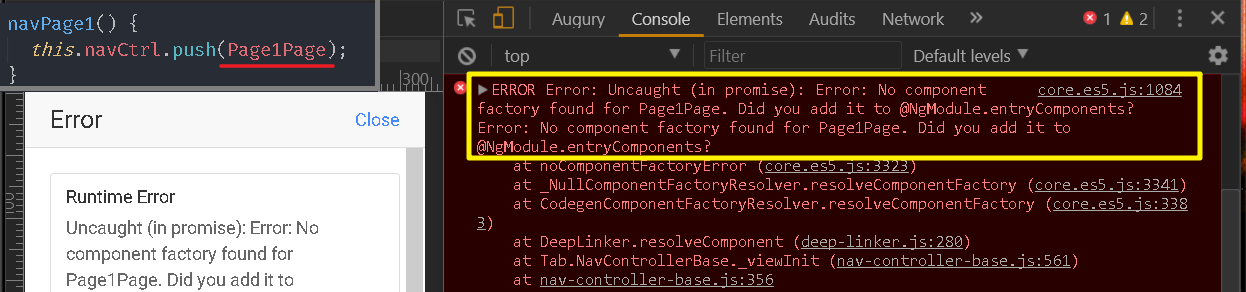 navPage1() {
this.navCtrl.push(Page1Page);
}
300
Error
Close
Runtime Error
Uncaught (in promise): Error: No
component factory found for
Page1Page. Did you add it to
Augury Console Elements Audits Network » 1 2
top Filter Default levels ▼
▶ERROR Error: Uncaught (in promise): Error: No component core.es5.js:1084
factory found for Page1Page. Did you add it to @NgModule.entryComponents?
Error: No component factory found for Page1Page. Did you add it to
@NgModule.entryComponents?
at noComponentFactoryError (core.es5.js:3323)
at _NullComponentFactoryResolver.resolveComponentFactory (core.es5.js:3341)
at CodegenComponentFactoryResolver.resolveComponentFactory (core.es5.js:338
3)
at DeepLinker.resolveComponent (deep-linker.js:280)
at Tab.NavControllerBase._viewInit (nav-controller-base.js:561)
at nav-controller-base.js:356